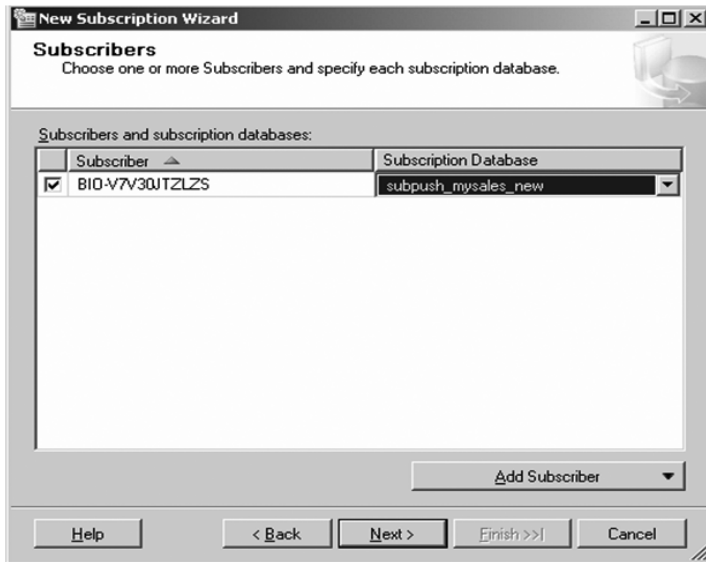 New Subscription Wizard
Subscribers
Choose one or more Subscribers and specify each subscription database.
Subscribers and subscription databases:
Subscriber Subscription Database
BIO-V7V30JTZLZS subpush_mysales_new
Add Subscriber
Help < Back Next > Finish >>| Cancel